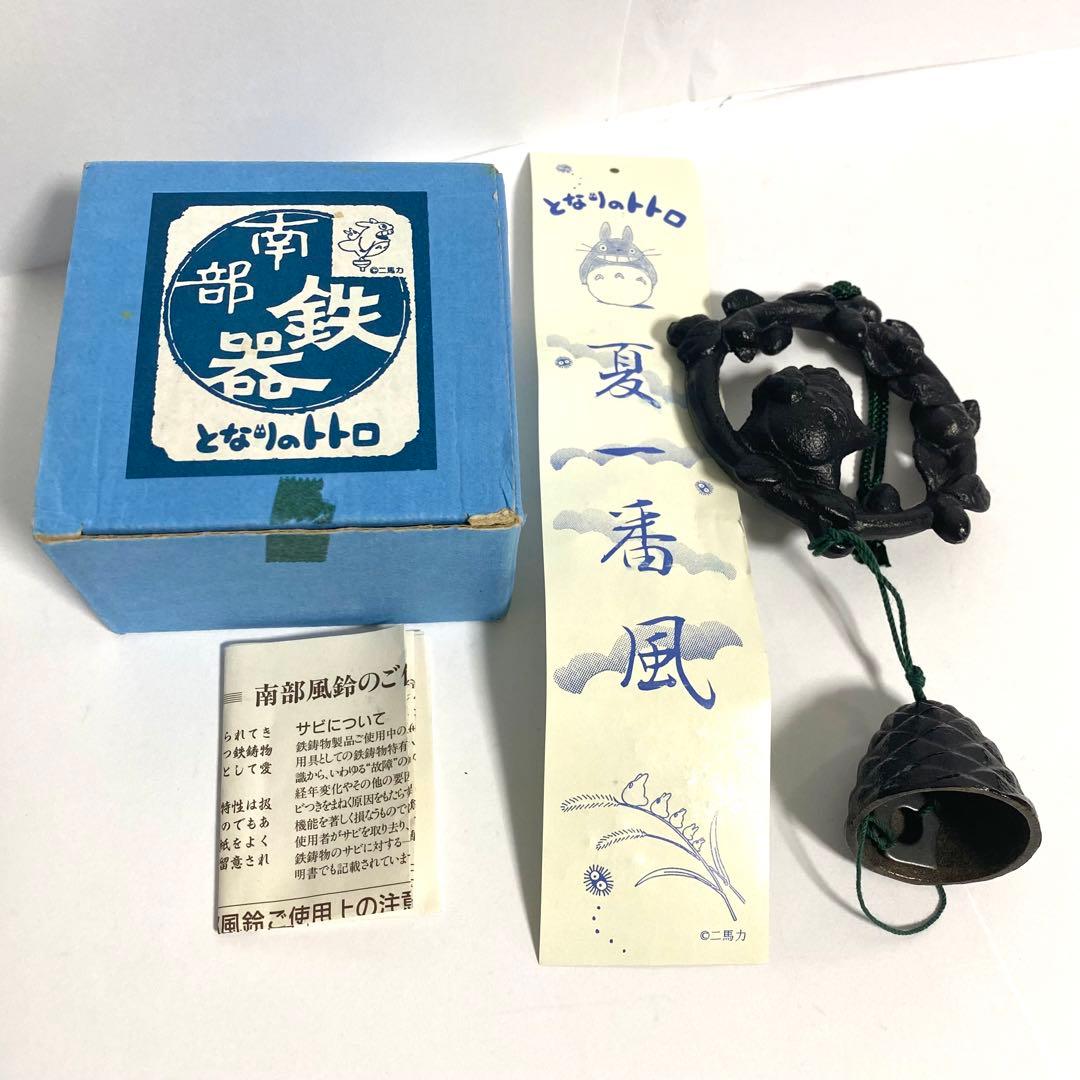 南部
鉄器
©二馬力
となりのトトロ
となりのトトロ
夏一番風
©二馬力
南部風鈴のご
サビについて
鉄鋳物製品ご使用中の
用具としての鉄鋳物特有
識から、いわゆる“故障”の
経年変化やその他の要因
ビつきをまねく原因をもたら
機能を著しく損なうもので
使用者がサビを取り去り、
鉄鋳物のサビに対する一
明書でも記載されていま
られてき
つ鉄鋳物
として愛
特性は扱
のでもあ
紙をよく
留意され
風鈴ご使用上の注意